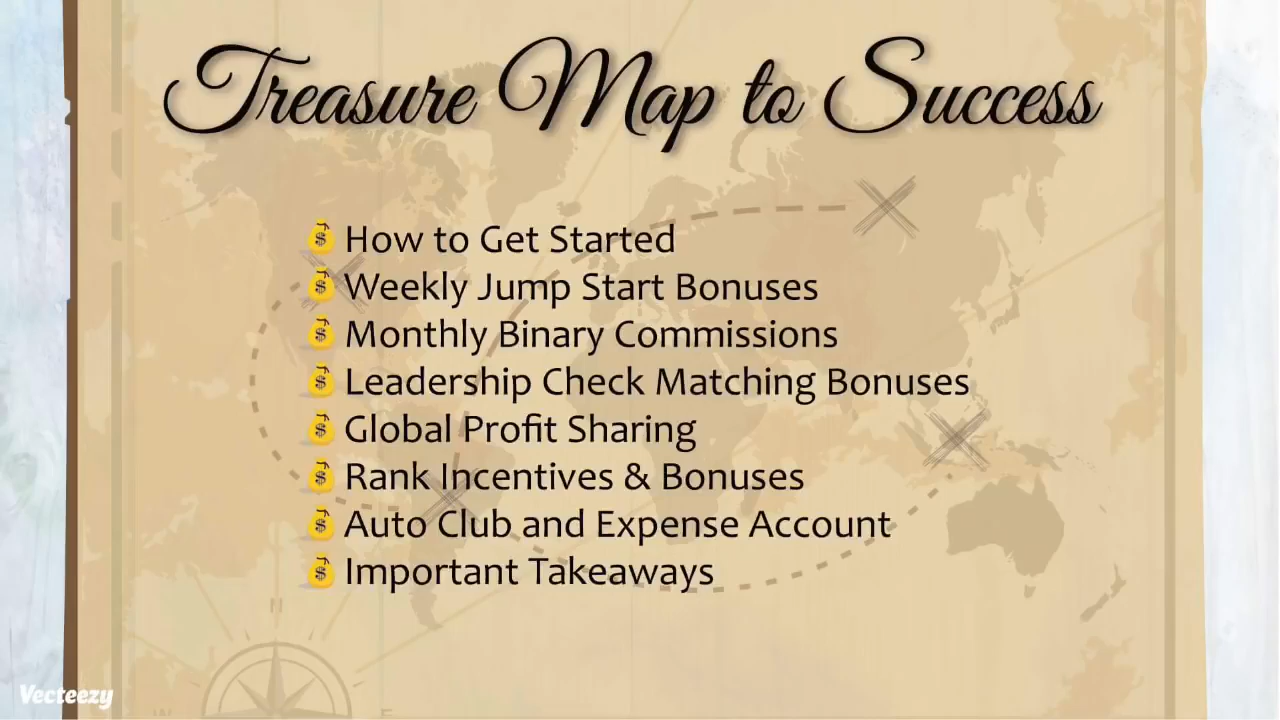 Treasure Map to Success
How to Get Started
Weekly Jump Start Bonuses
Monthly Binary Commissions
Leadership Check Matching Bonuses
Global Profit Sharing
Rank Incentives & Bonuses
Auto Club and Expense Account
Important Takeaways
Vecteezy